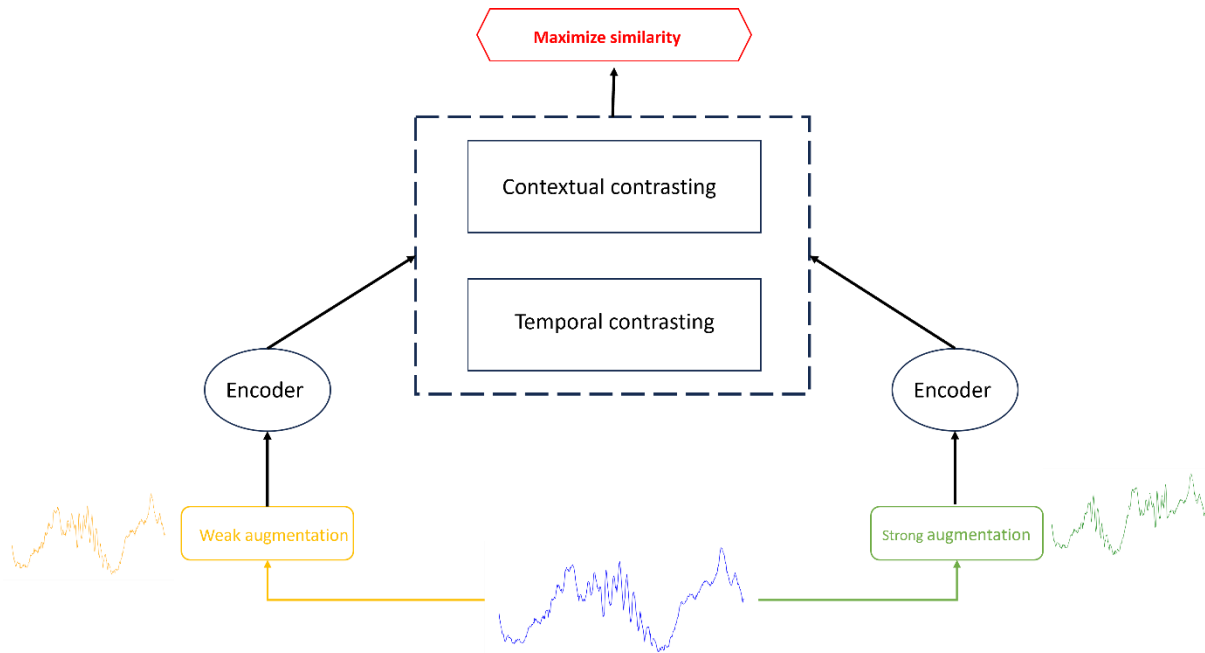 Maximize similarity
Contextual contrasting
Temporal contrasting
Encoder
Encoder
Weak augmentation
Strong augmentation